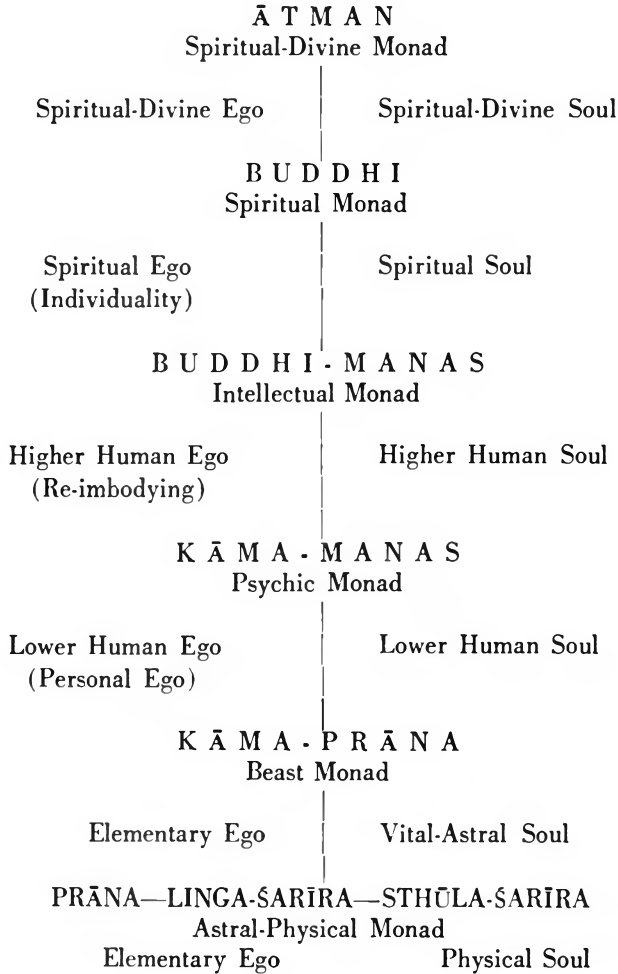 ĀTMAN
Spiritual-Divine Monad
Spiritual-Divine Ego Spiritual-Divine Soul
BUDDHI
Spiritual Monad
Spiritual Ego Spiritual Soul
(Individuality)
BUDDHI-MANAS
Intellectual Monad
Higher Human Ego Higher Human Soul
(Re-imbodying)
KĀMA-MANAS
Psychic Monad
Lower Human Ego Lower Human Soul
(Personal Ego)
KĀMA-PRĀNA
Beast Monad
Elementary Ego Vital-Astral Soul
PRĀNA—LINGA-ŚARĪRA—STHŪLA-ŚARĪRA
Astral-Physical Monad
Elementary Ego Physical Soul